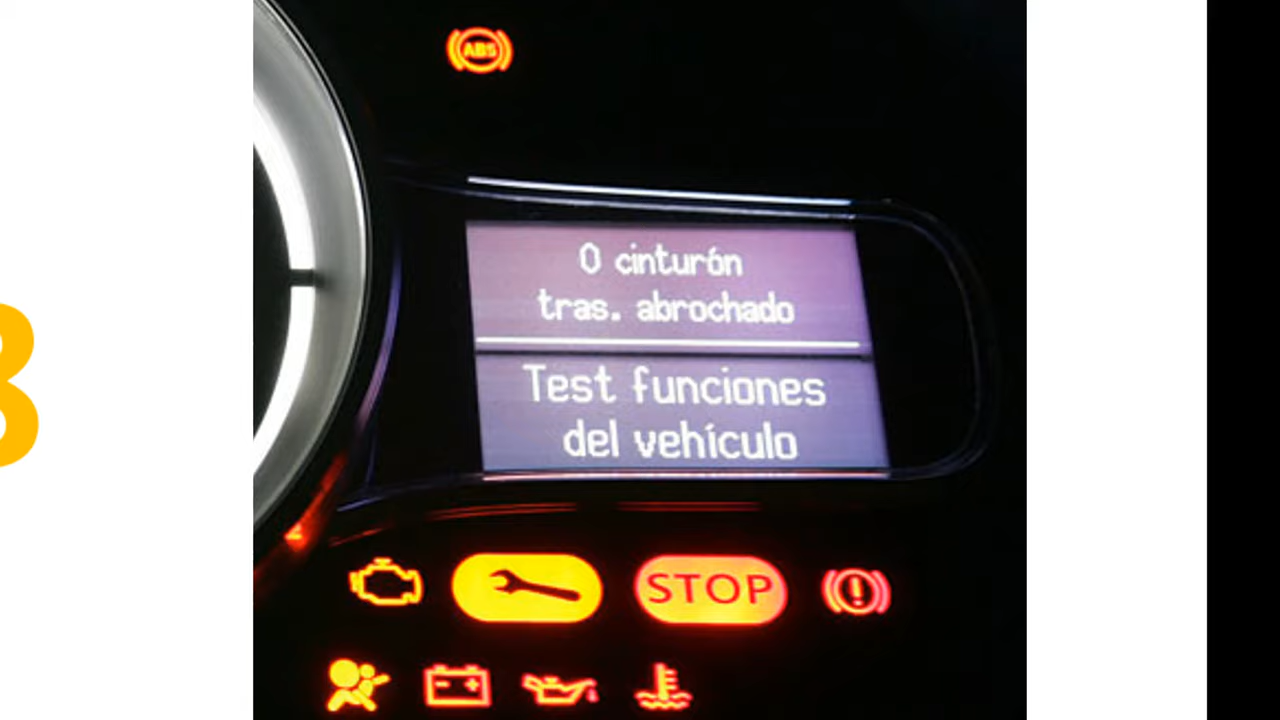 ABS
0 cinturón
tras. abrochado
Test funciones
del vehículo
STOP